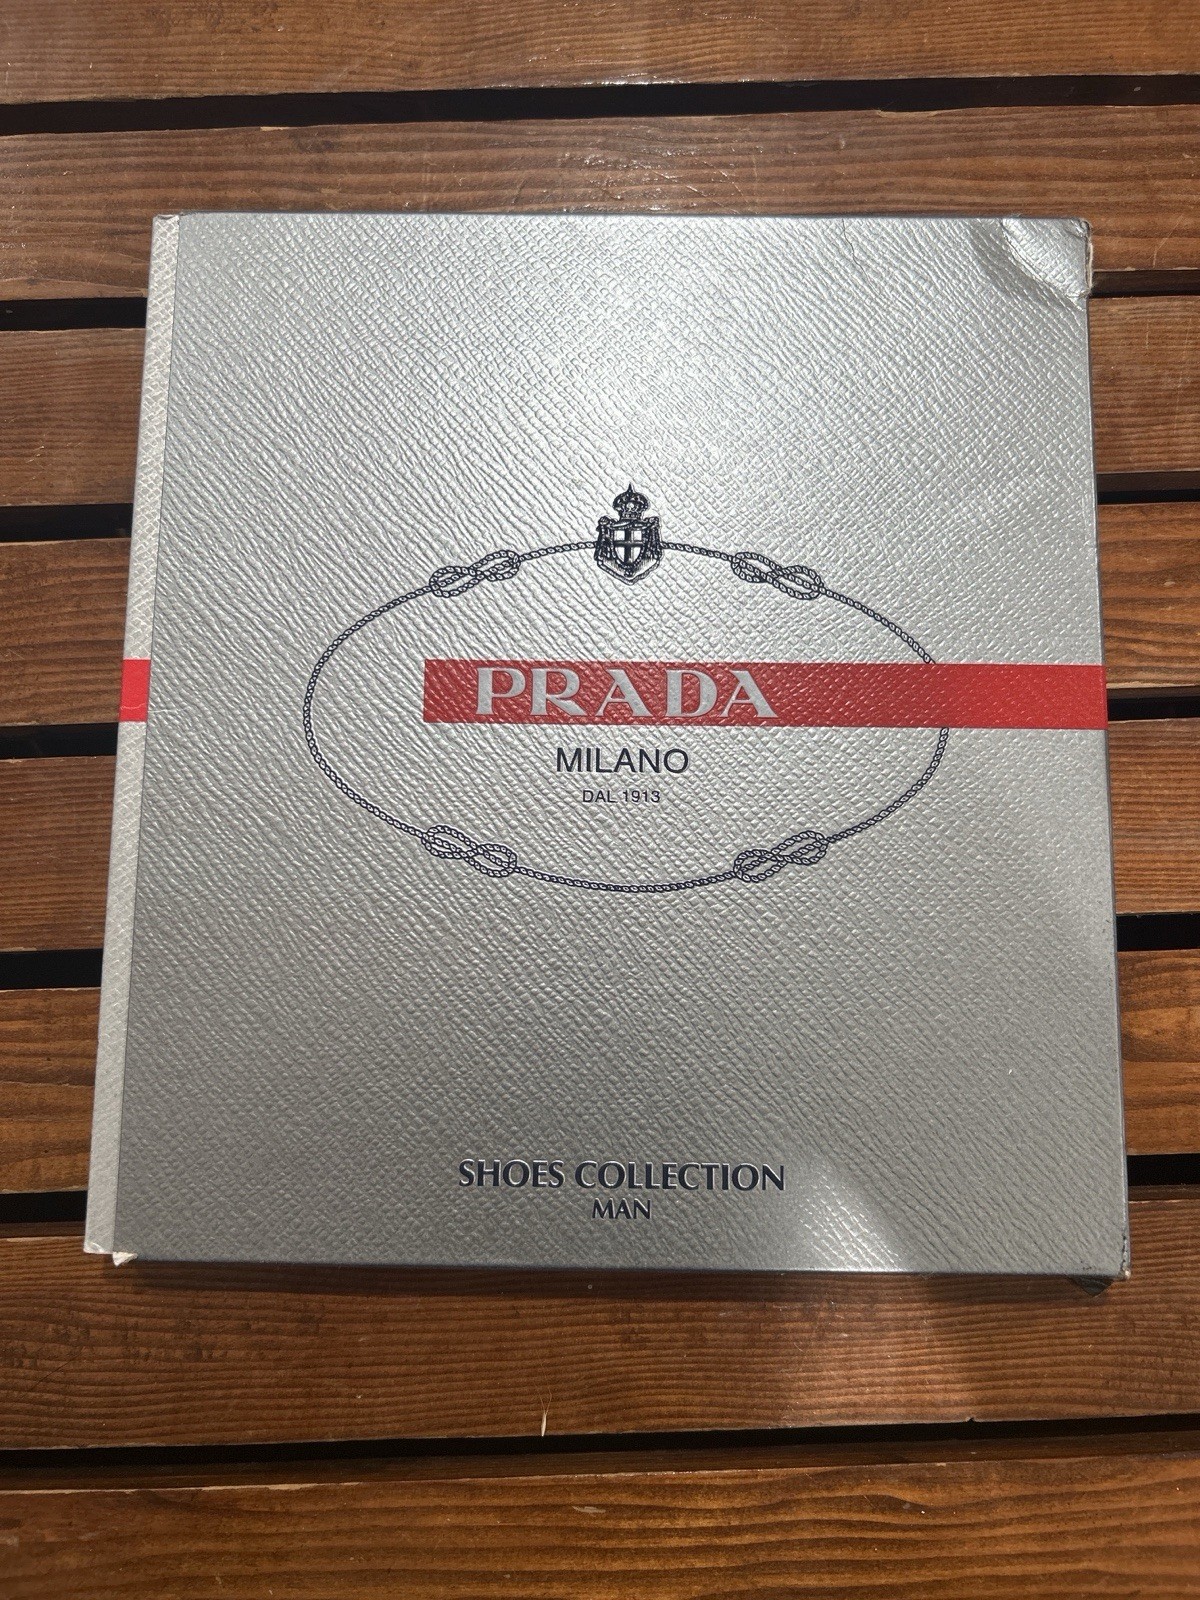 PRADA
MILANO
DAL 1913
SHOES COLLECTION
MAN